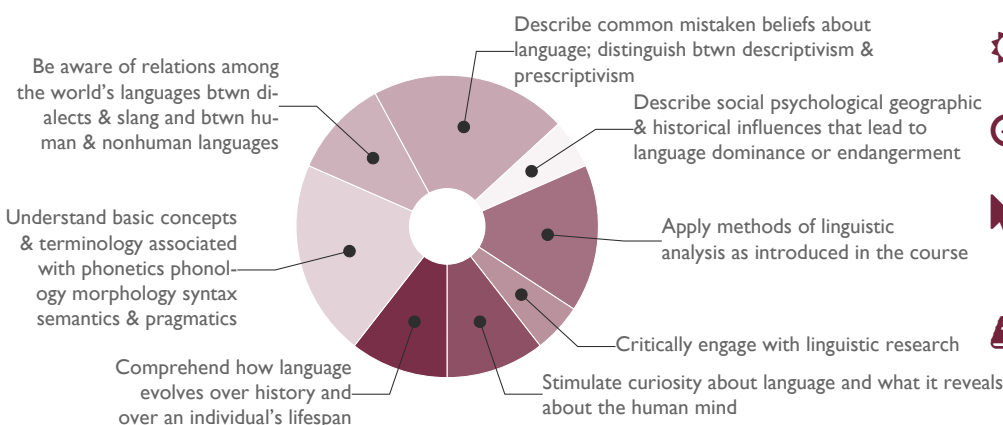 Describe common mistaken beliefs about
language; distinguish btwn descriptivism &
prescriptivism
Be aware of relations among
the world's languages btwn di-
alects & slang and btwn hu-
man & nonhuman languages
Describe social psychological geographic
& historical influences that lead to
language dominance or endangerment
Understand basic concepts
& terminology associated
with phonetics phonol-
ogy morphology syntax
semantics & pragmatics
Apply methods of linguistic
analysis as introduced in the course
Critically engage with linguistic research
Comprehend how language
evolves over history and
over an individual's lifespan
Stimulate curiosity about language and what it reveals
about the human mind